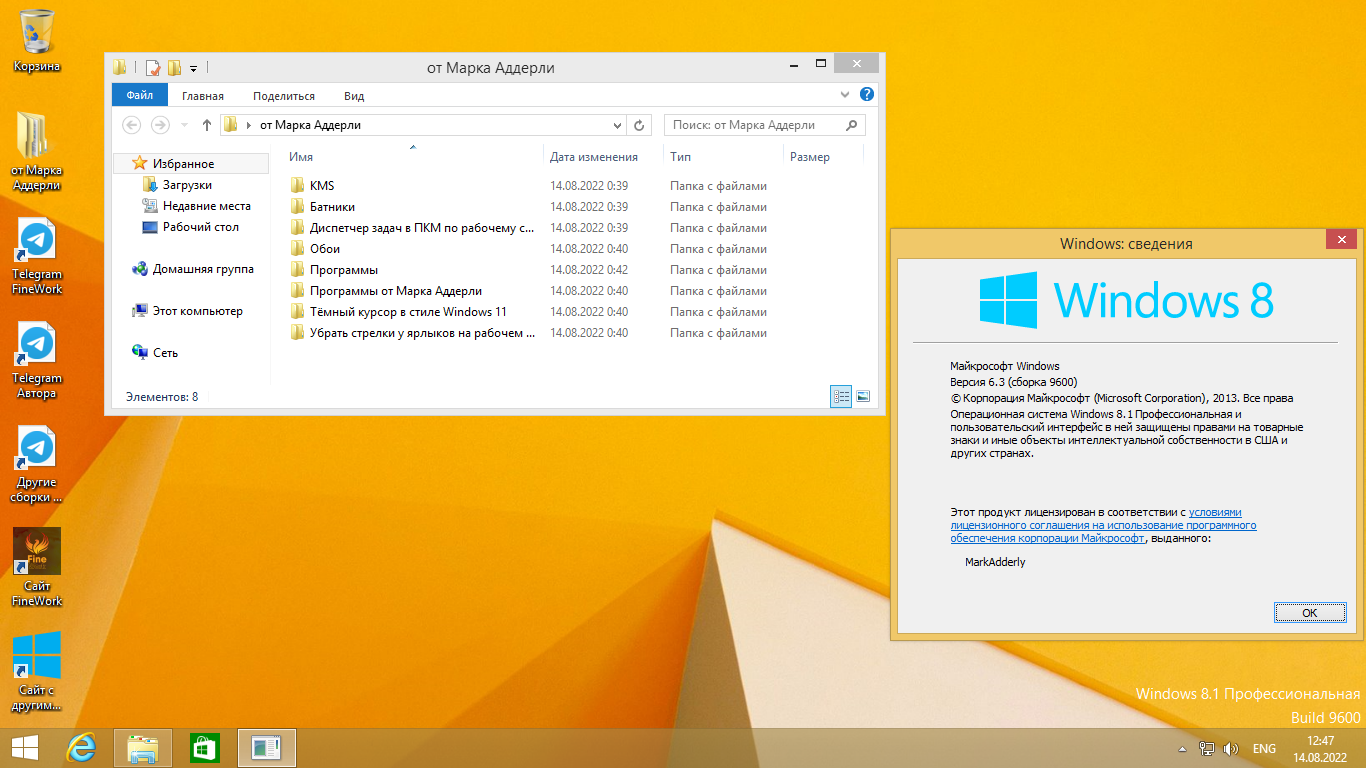 Корзина
от Марка
Аддерли
Telegram
FineWork
Telegram
Автора
Другие
сборки ...
Fine
Сайт
FineWork
Сайт с
другим...
от Марка Аддерли
Файл
Главная
Поделиться
Вид
от Марка Аддерли
Поиск: от Марка Аддерли
Избранное
Загрузки
Недавние места
Рабочий стол
Домашняя группа
Этот компьютер
Сеть
Имя Дата изменения Тип Размер
KMS 14.08.2022 0:39 Папка с файлами
Батники 14.08.2022 0:39 Папка с файлами
Диспетчер задач в ПКМ по рабочему с... 14.08.2022 0:39 Папка с файлами
Обои 14.08.2022 0:40 Папка с файлами
Программы 14.08.2022 0:42 Папка с файлами
Программы от Марка Аддерли 14.08.2022 0:40 Папка с файлами
Тёмный курсор в стиле Windows 11 14.08.2022 0:40 Папка с файлами
Убрать стрелки у ярлыков на рабочем ... 14.08.2022 0:40 Папка с файлами
Элементов: 8
Windows: сведения
Windows 8
Майкрософт Windows
Версия 6.3 (сборка 9600)
© Корпорация Майкрософт (Microsoft Corporation), 2013. Все права
Операционная система Windows 8.1 Профессиональная и
пользовательский интерфейс в ней защищены правами на товарные
знаки и иные объекты интеллектуальной собственности в США и
других странах.
Этот продукт лицензирован в соответствии с условиями
лицензионного соглашения на использование программного
обеспечения корпорации Майкрософт, выданного:
MarkAdderly
ОК
Windows 8.1 Профессиональная
Build 9600
ENG
12:47
14.08.2022